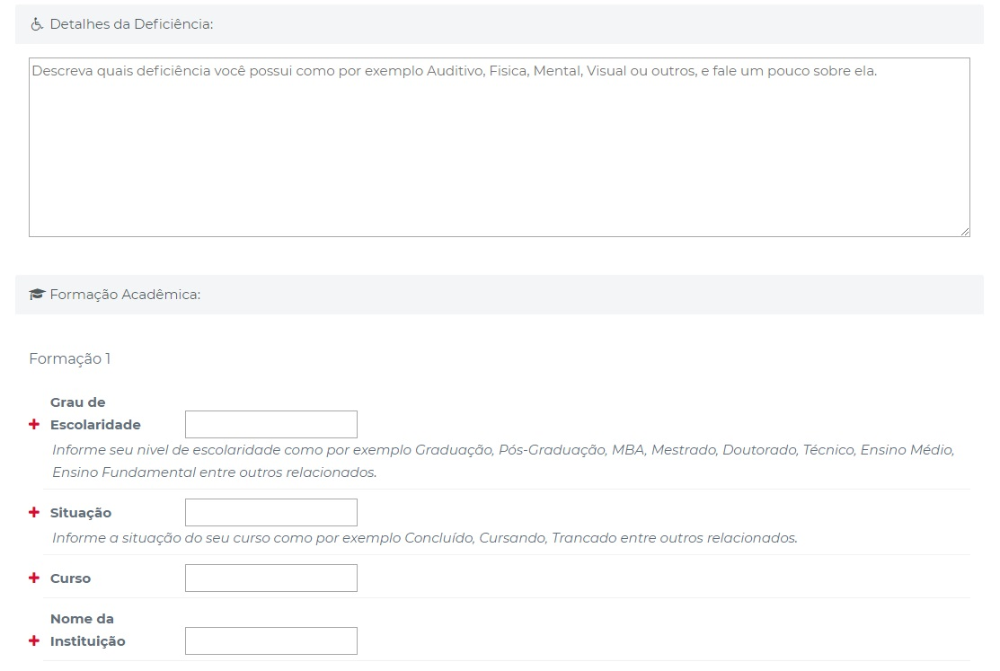 Detalhes da Deficiência:
Descreva quais deficiência você possui como por exemplo Auditivo, Fisica, Mental, Visual ou outros, e fale um pouco sobre ela.
Formação Acadêmica:
Formação 1
Grau de
Escolaridade
Informe seu nivel de escolaridade como por exemplo Graduação, Pós-Graduação, MBA, Mestrado, Doutorado, Técnico, Ensino Médio,
Ensino Fundamental entre outros relacionados.
Situação
Informe a situação do seu curso como por exemplo Concluído, Cursando, Trancado entre outros relacionados.
Curso
Nome da
Instituição